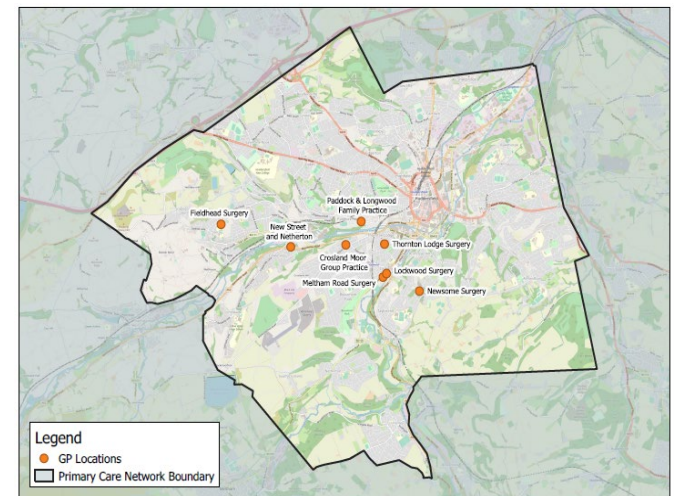 Paddock & Longwood
Family Practice
Fieldhead Surgery
New Street
and Netherton
Thornton Lodge Surgery
Crosland Moor
Group Practice
Lockwood Surgery
Meltham Road Surgery
Newsome Surgery
Legend
GP Locations
Primary Care Network Boundary